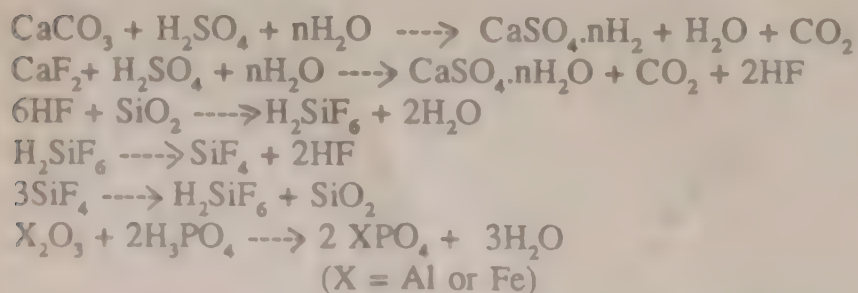 CaCO₃ + H₂SO₄ + nH₂O ----> CaSO₄.nH₂ + H₂O + CO₂
CaF₂+ H₂SO₄ + nH₂O ----> CaSO₄.nH₂O + CO₂ + 2HF
6HF + SiO₂ ---->H₂SiF₆ + 2H₂O
H₂SiF₆ ---->SiF₄ + 2HF
3SiF₄ ----> H₂SiF₆ + SiO₂
X₂O₃ + 2H₃PO₄ ----> 2 XPO₄ + 3H₂O
(X = Al or Fe)